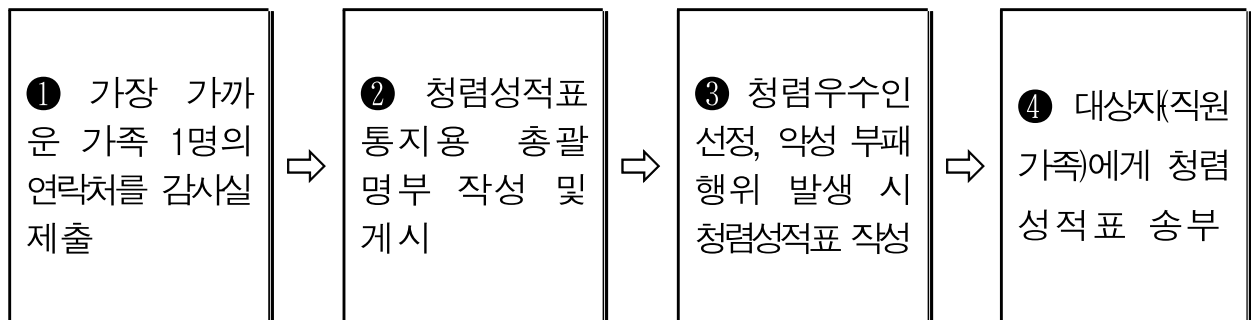 ❶ 가장 가까
운 가족 1명의
연락처를 감사실
제출
⇨
❷ 청렴성적표
통지용 총괄
명부 작성 및
게시
⇨
❸ 청렴우수인
선정, 악성 부패
행위 발생 시
청렴성적표 작성
⇨
❹ 대상자(직원
가족)에게 청렴
성적표 송부